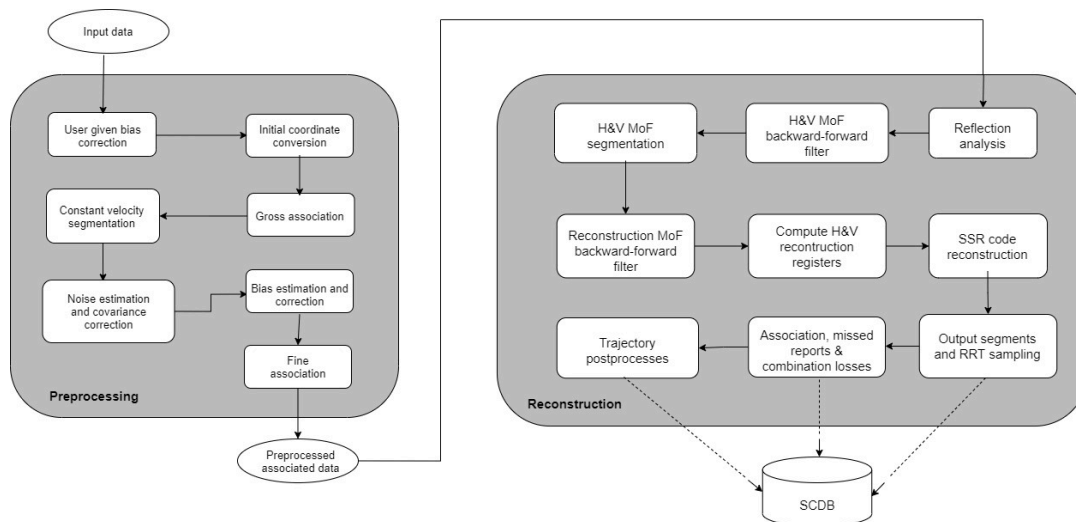 Input data
User given bias
correction
Initial coordinate
conversion
Constant velocity
segmentation
Gross association
Noise estimation
and covariance
correction
Bias estimation and
correction
Fine
association
Preprocessing
Preprocessed
associated data
H&V MoF
segmentation
H&V MoF
backward-forward
filter
Reflection
analysis
Reconstruction MoF
backward-forward
filter
Compute H&V
recontruction
registers
SSR code
reconstruction
Trajectory
postprocesses
Association, missed
reports &
combination losses
Output segments
and RRT sampling
Reconstruction
SCDB